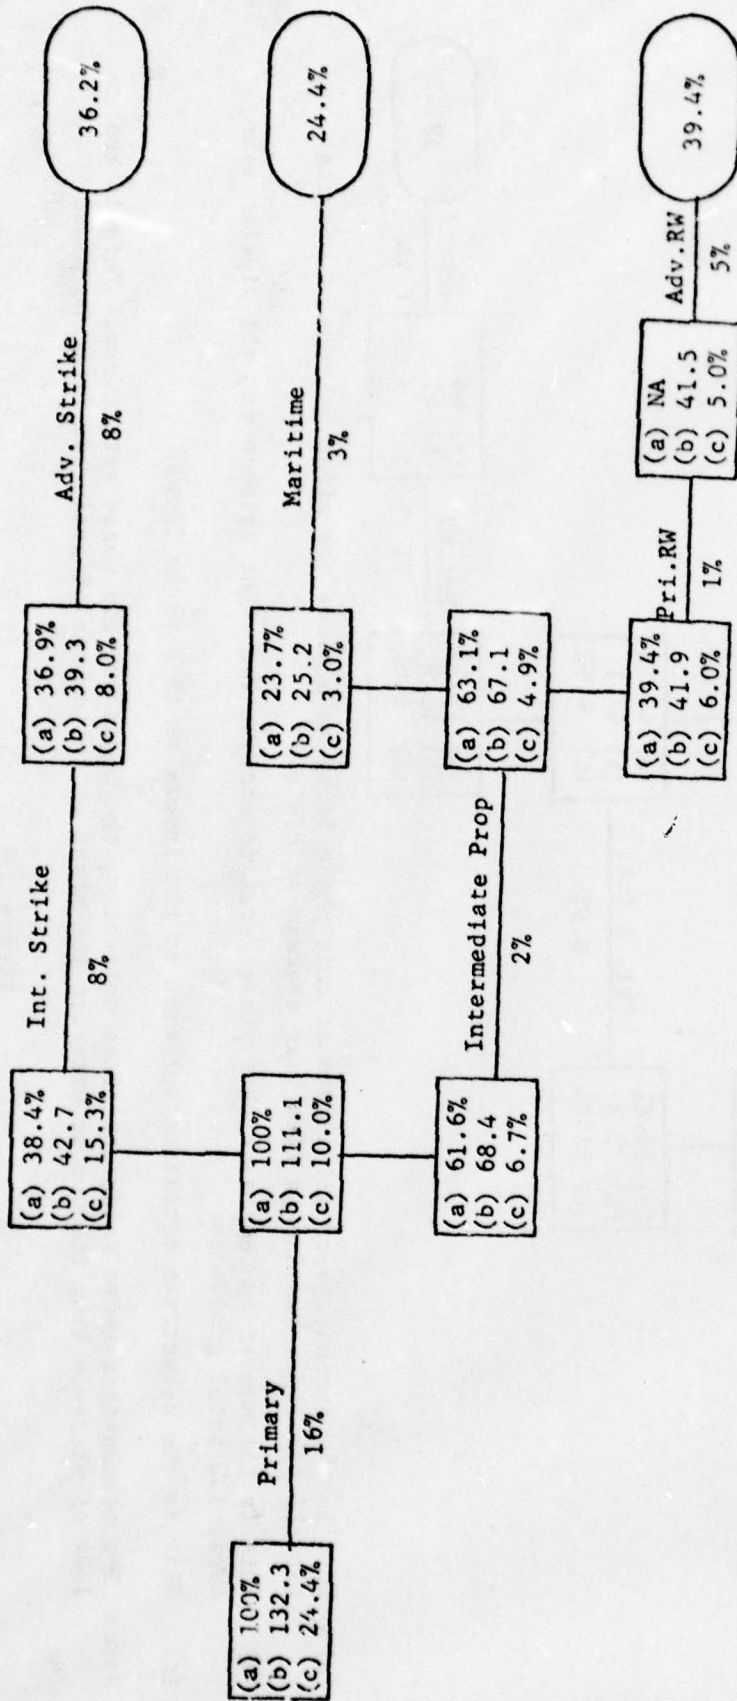 (a) 100%
(b) 132.3
(c) 24.4%
Primary
16%
(a) 38.4%
(b) 42.7
(c) 15.3%
(a) 100%
(b) 111.1
(c) 10.0%
(a) 61.6%
(b) 68.4
(c) 6.7%
Int. Strike
8%
Intermediate Prop
2%
(a) 36.9%
(b) 39.3
(c) 8.0%
(a) 23.7%
(b) 25.2
(c) 3.0%
(a) 63.1%
(b) 67.1
(c) 4.9%
(a) 39.4%
(b) 41.9
(c) 6.0%
Adv. Strike
8%
Maritime
3%
Pri.RW
1%
(a) NA
(b) 41.5
(c) 5.0%
Adv.RW
5%
36.2%
24.4%
39.4%